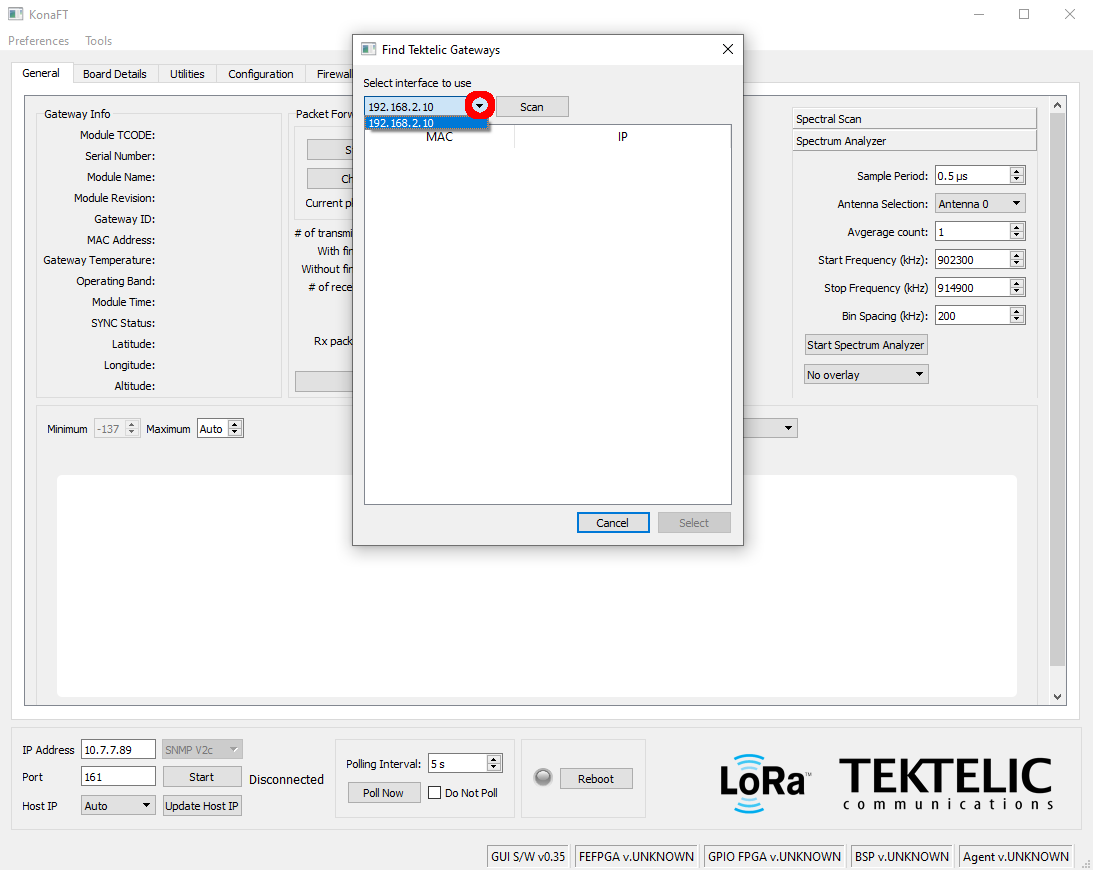 KonaFT
Preferences Tools
General Board Details Utilities Configuration Firewall
Find Tektelic Gateways
Select interface to use
192.168.2.10 Scan
192.168.2.10
MAC IP
Cancel Select
Gateway Info
Module TCODE:
Serial Number:
Module Name:
Module Revision:
Gateway ID:
MAC Address:
Gateway Temperature:
Operating Band:
Module Time:
SYNC Status:
Latitude:
Longitude:
Altitude:
Packet Forw
S
Ch
Current pl
# of transmi
With fir
Without fir
# of rece
Rx pack
Spectral Scan
Spectrum Analyzer
Sample Period: 0.5 µs
Antenna Selection: Antenna 0
Avgerage count: 1
Start Frequency (kHz): 902300
Stop Frequency (kHz) 914900
Bin Spacing (kHz): 200
Start Spectrum Analyzer
No overlay
Minimum -137 Maximum Auto
IP Address 10.7.7.89 SNMP V2c
Port 161 Start Disconnected
Host IP Auto Update Host IP
Polling Interval: 5 s
Poll Now Do Not Poll
Reboot
LoRa™
TEKTELIC
communications
GUI S/W v0.35 FEFPGA v.UNKNOWN GPIO FPGA v.UNKNOWN BSP v.UNKNOWN Agent v.UNKNOWN